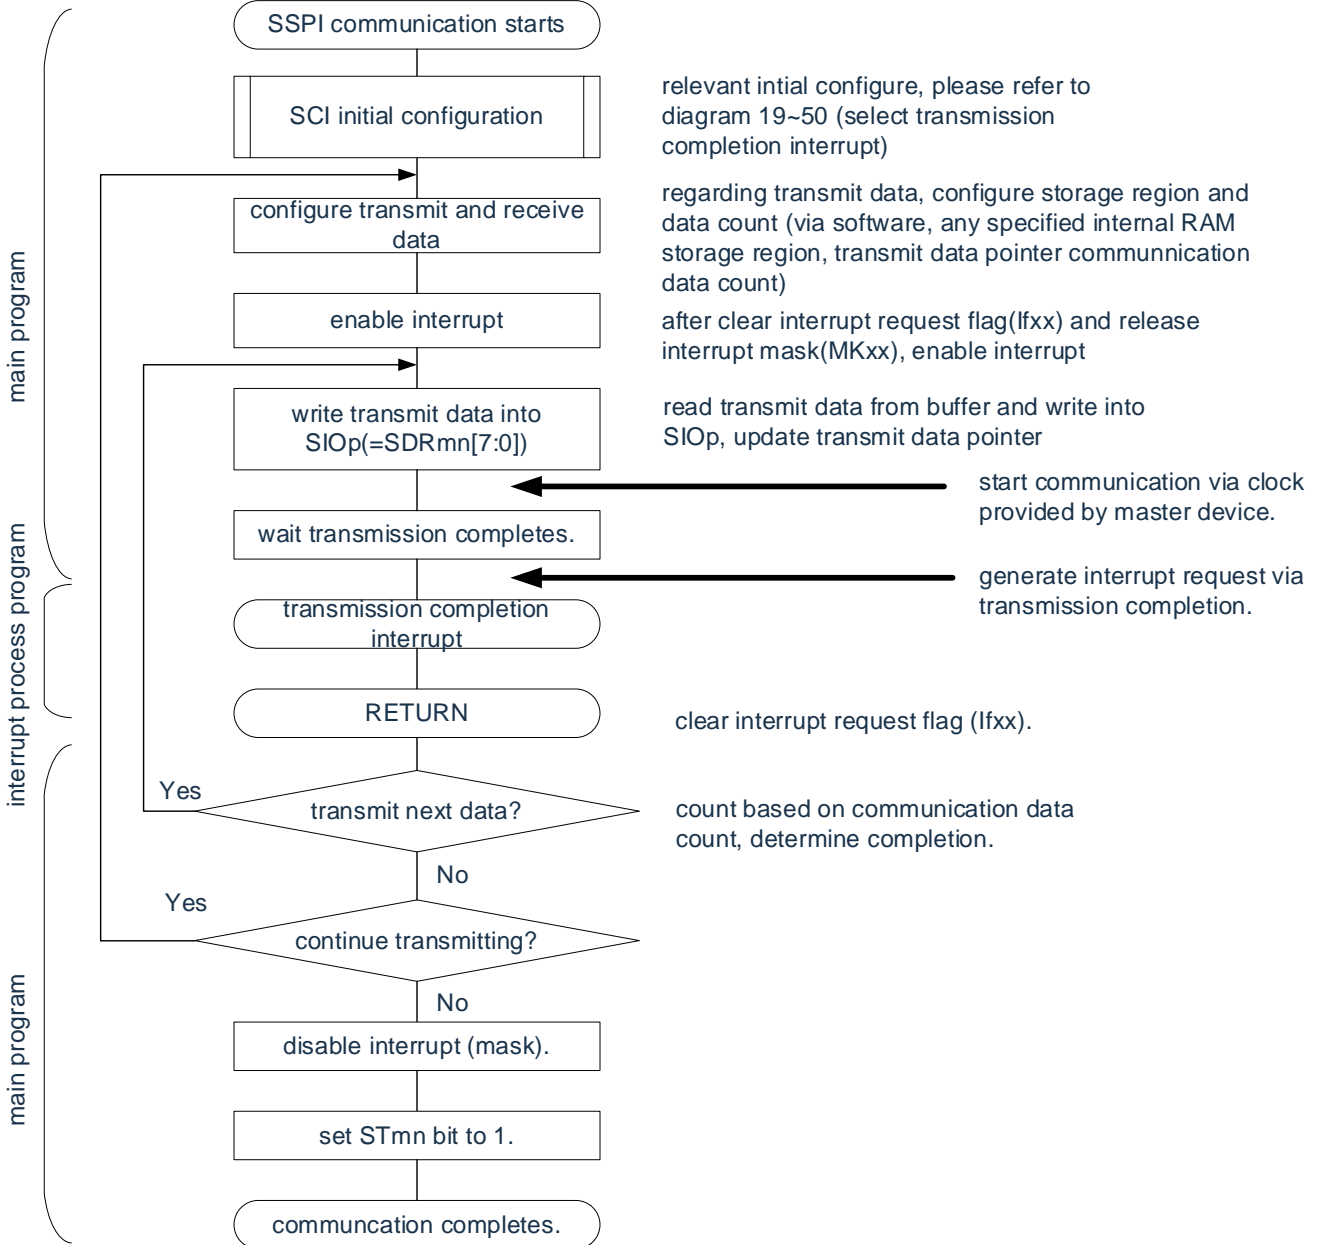 SSPI communication starts
SCI initial configuration
relevant intial configure, please refer to
diagram 19~50 (select transmission
completion interrupt)
configure transmit and receive
data
regarding transmit data, configure storage region and
data count (via software, any specified internal RAM
storage region, transmit data pointer communnication
data count)
main program
enable interrupt
after clear interrupt request flag(Ifxx) and release
interrupt mask(MKxx), enable interrupt
write transmit data into
SIOp(=SDRmn[7:0])
read transmit data from buffer and write into
SIOp, update transmit data pointer
start communication via clock
provided by master device.
wait transmission completes.
generate interrupt request via
transmission completion.
interrupt process program
transmission completion
interrupt
RETURN
clear interrupt request flag (Ifxx).
Yes
transmit next data?
count based on communication data
count, determine completion.
No
Yes
continue transmitting?
No
main program
disable interrupt (mask).
set STmn bit to 1.
communcation completes.